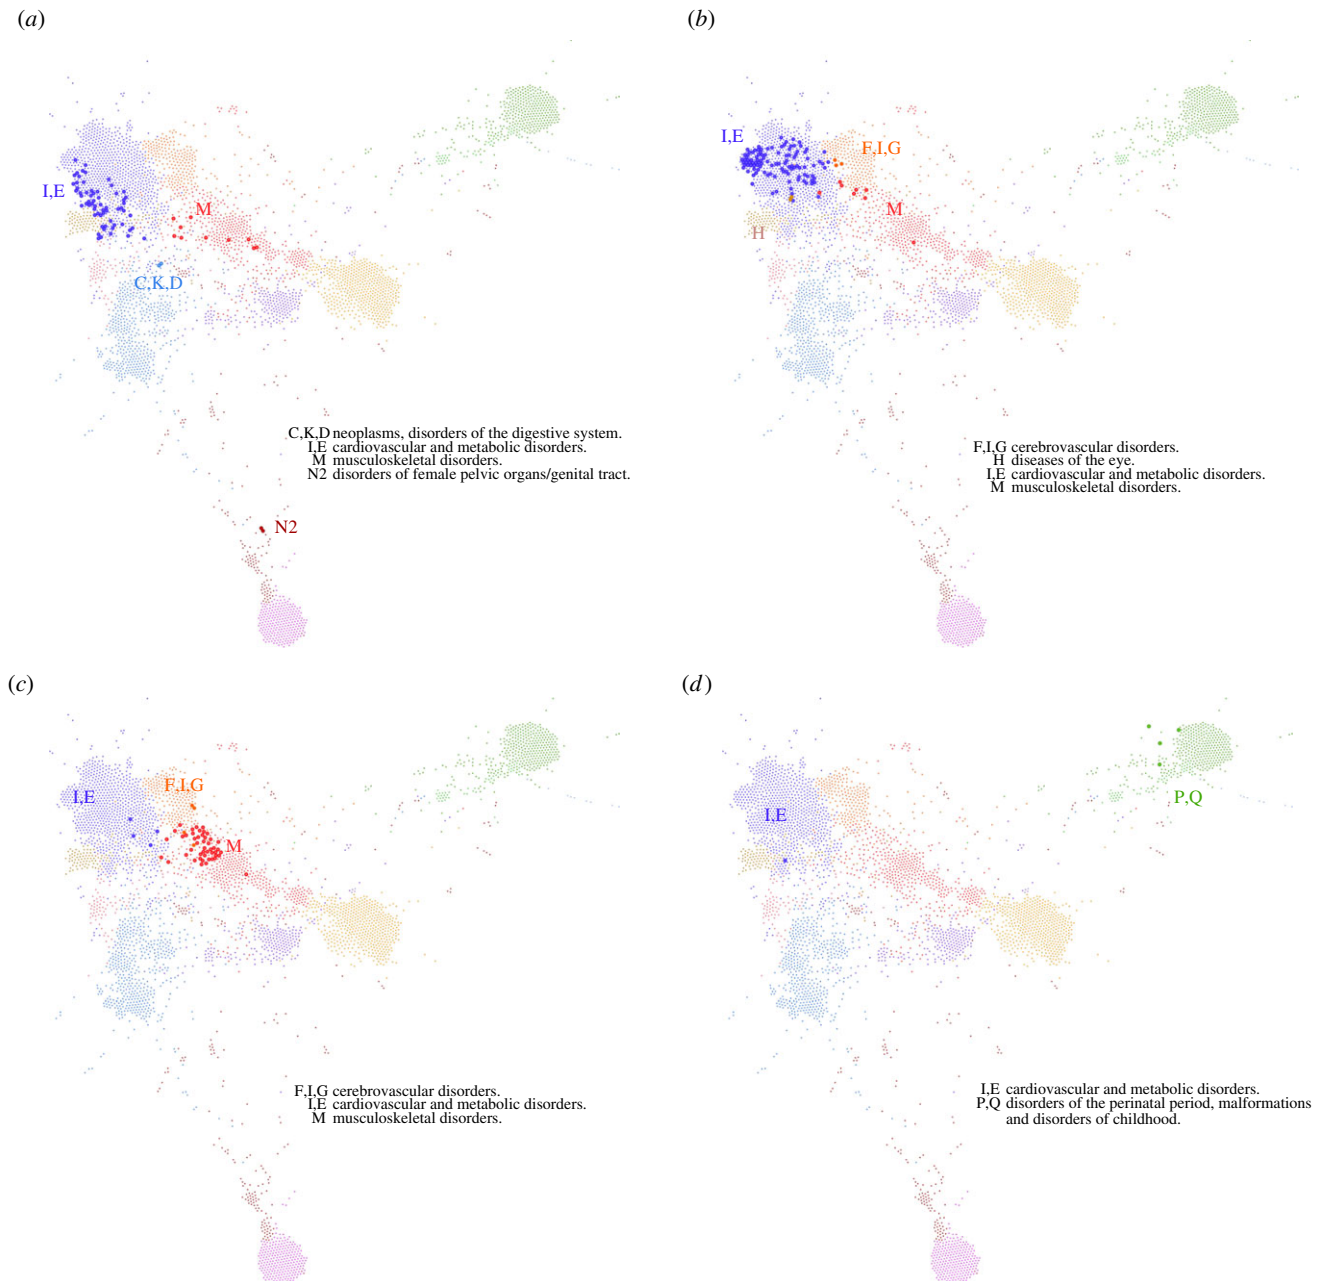 (a)
(b)
I,E
M
C,K,D
C,K,D neoplasms, disorders of the digestive system.
I,E cardiovascular and metabolic disorders.
M musculoskeletal disorders.
N2 disorders of female pelvic organs/genital tract.
N2
I,E
F,I,G
M
H
F,I,G cerebrovascular disorders.
H diseases of the eye.
I,E cardiovascular and metabolic disorders.
M musculoskeletal disorders.
(c)
(d)
I,E
F,I,G
M
F,I,G cerebrovascular disorders.
I,E cardiovascular and metabolic disorders.
M musculoskeletal disorders.
P,Q
I,E
I,E cardiovascular and metabolic disorders.
P,Q disorders of the perinatal period, malformations
and disorders of childhood.